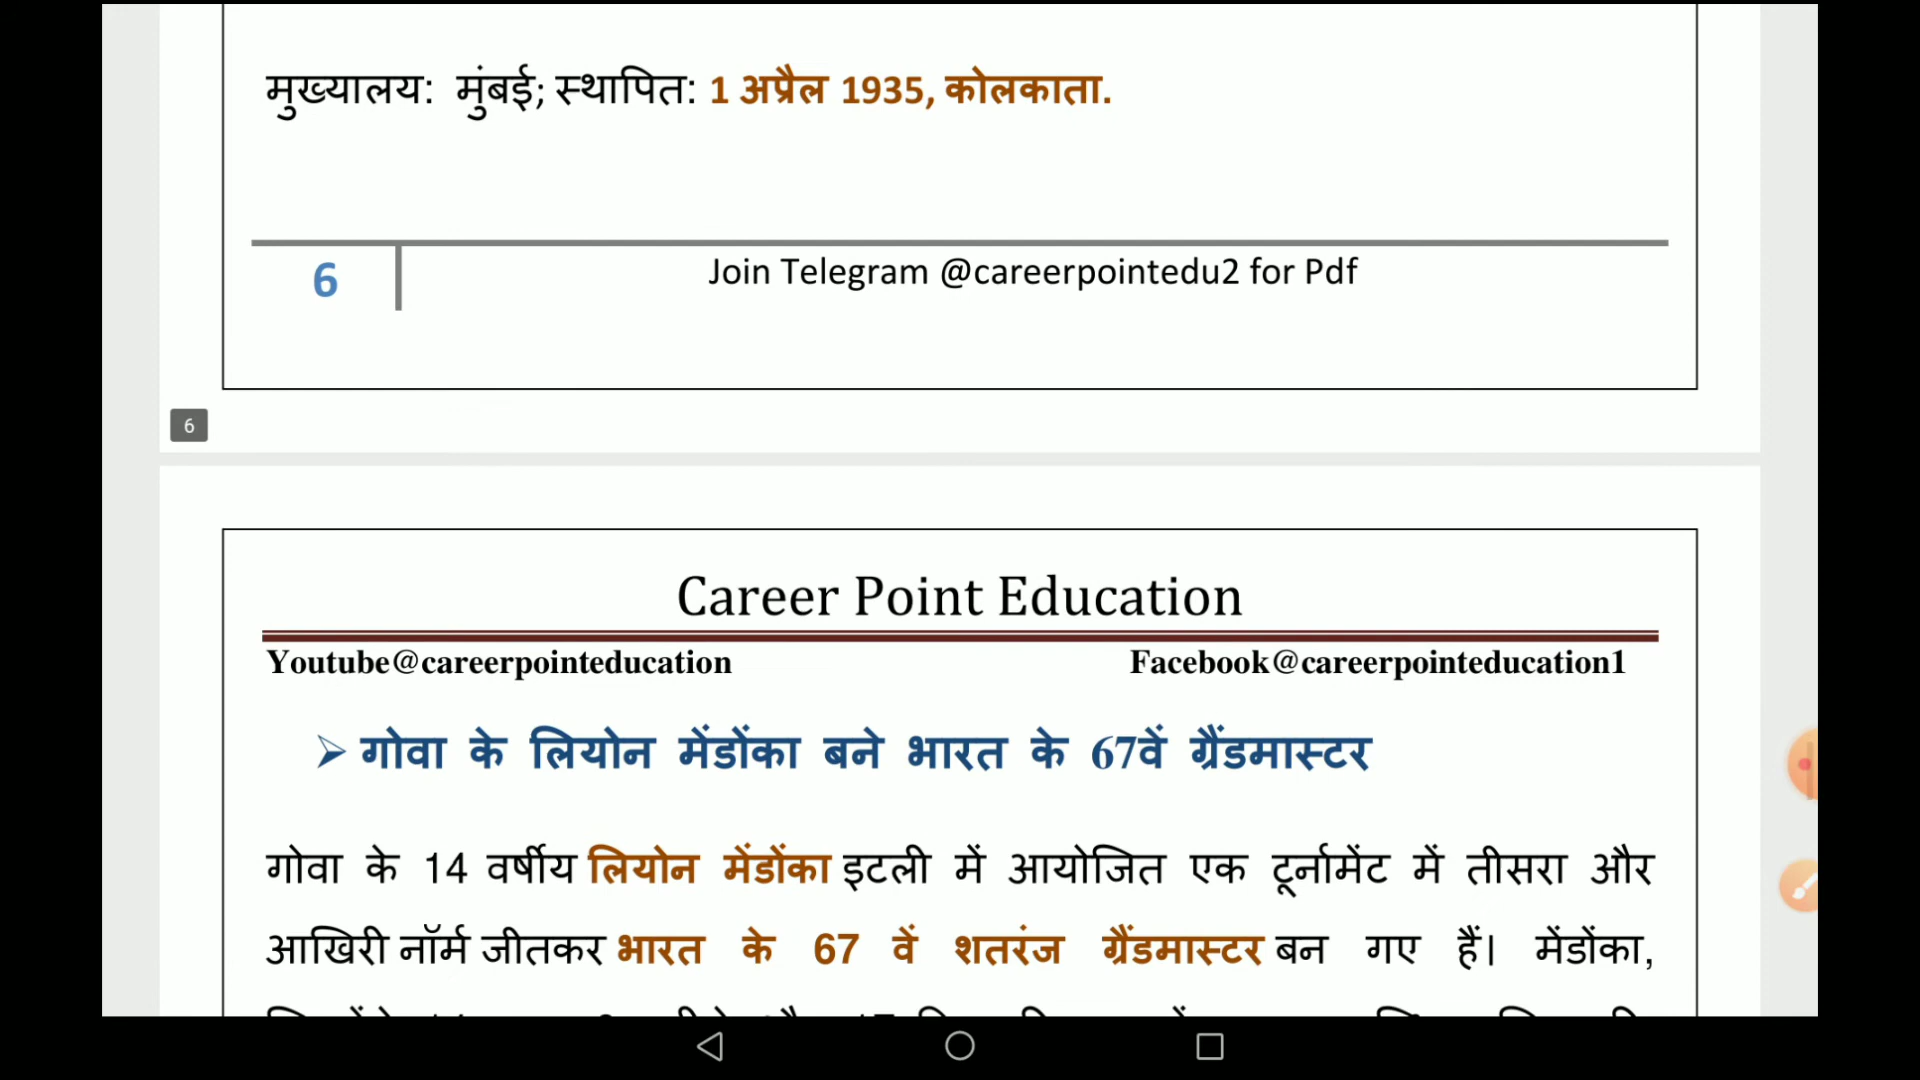 मुख्यालय: मुंबई; स्थापित: 1 अप्रैल 1935, कोलकाता.
6
Join Telegram @careerpointedu2 for Pdf
6
Career Point Education
Youtube@careerpointeducation Facebook@careerpointeducation1
➢ गोवा के लियोन मेंडोंका बने भारत के 67वें ग्रैंडमास्टर
गोवा के 14 वर्षीय लियोन मेंडोंका इटली में आयोजित एक टूर्नामेंट में तीसरा और
आखिरी नॉर्म जीतकर भारत के 67 वें शतरंज ग्रैंडमास्टर बन गए हैं। मेंडोंका,